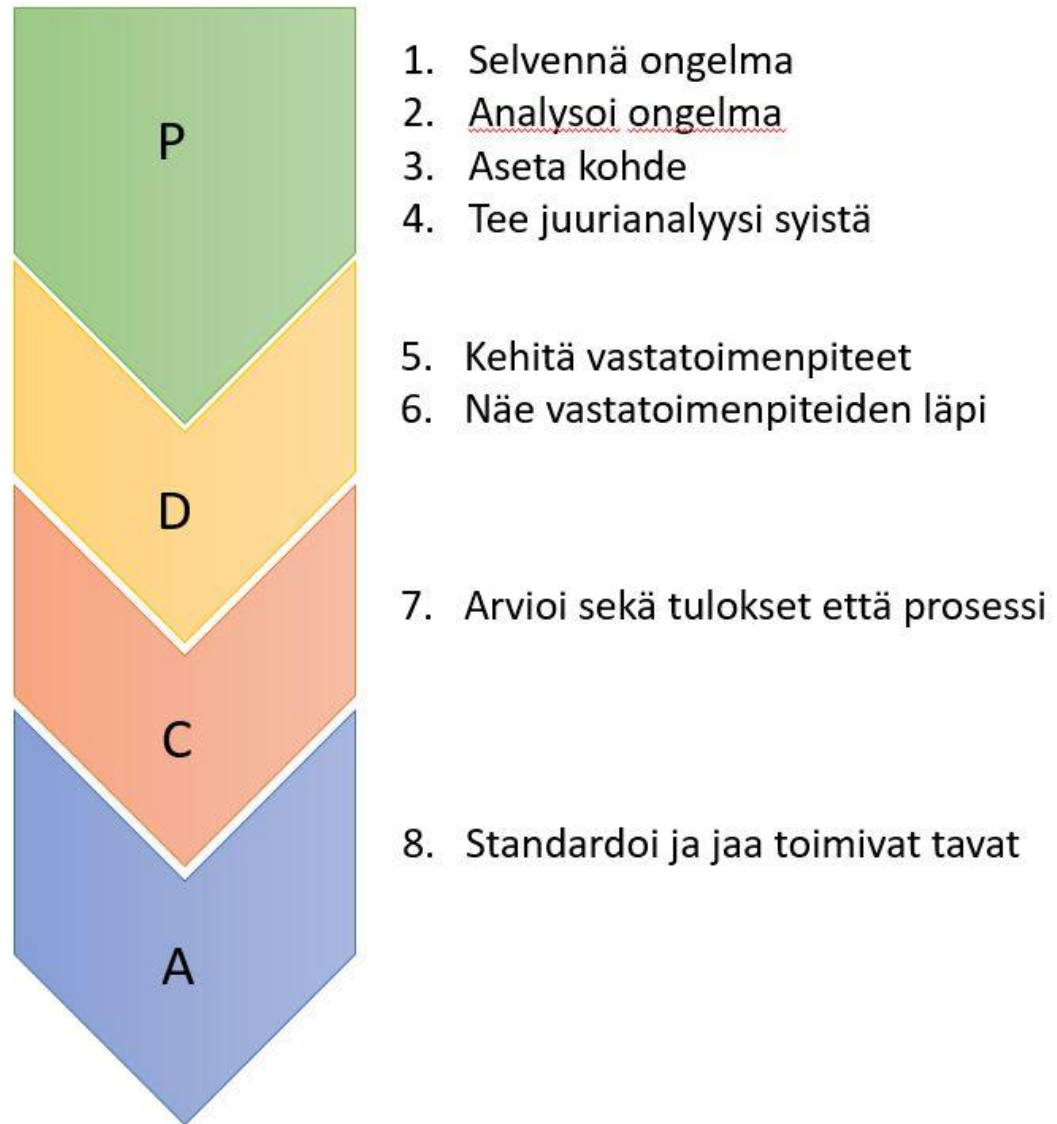 P
1. Selvennä ongelma
2. Analysoi ongelma
3. Aseta kohde
4. Tee juurianalyysi syistä
D
5. Kehitä vastatoimenpiteet
6. Näe vastatoimenpiteiden läpi
C
7. Arvioi sekä tulokset että prosessi
A
8. Standardoi ja jaa toimivat tavat